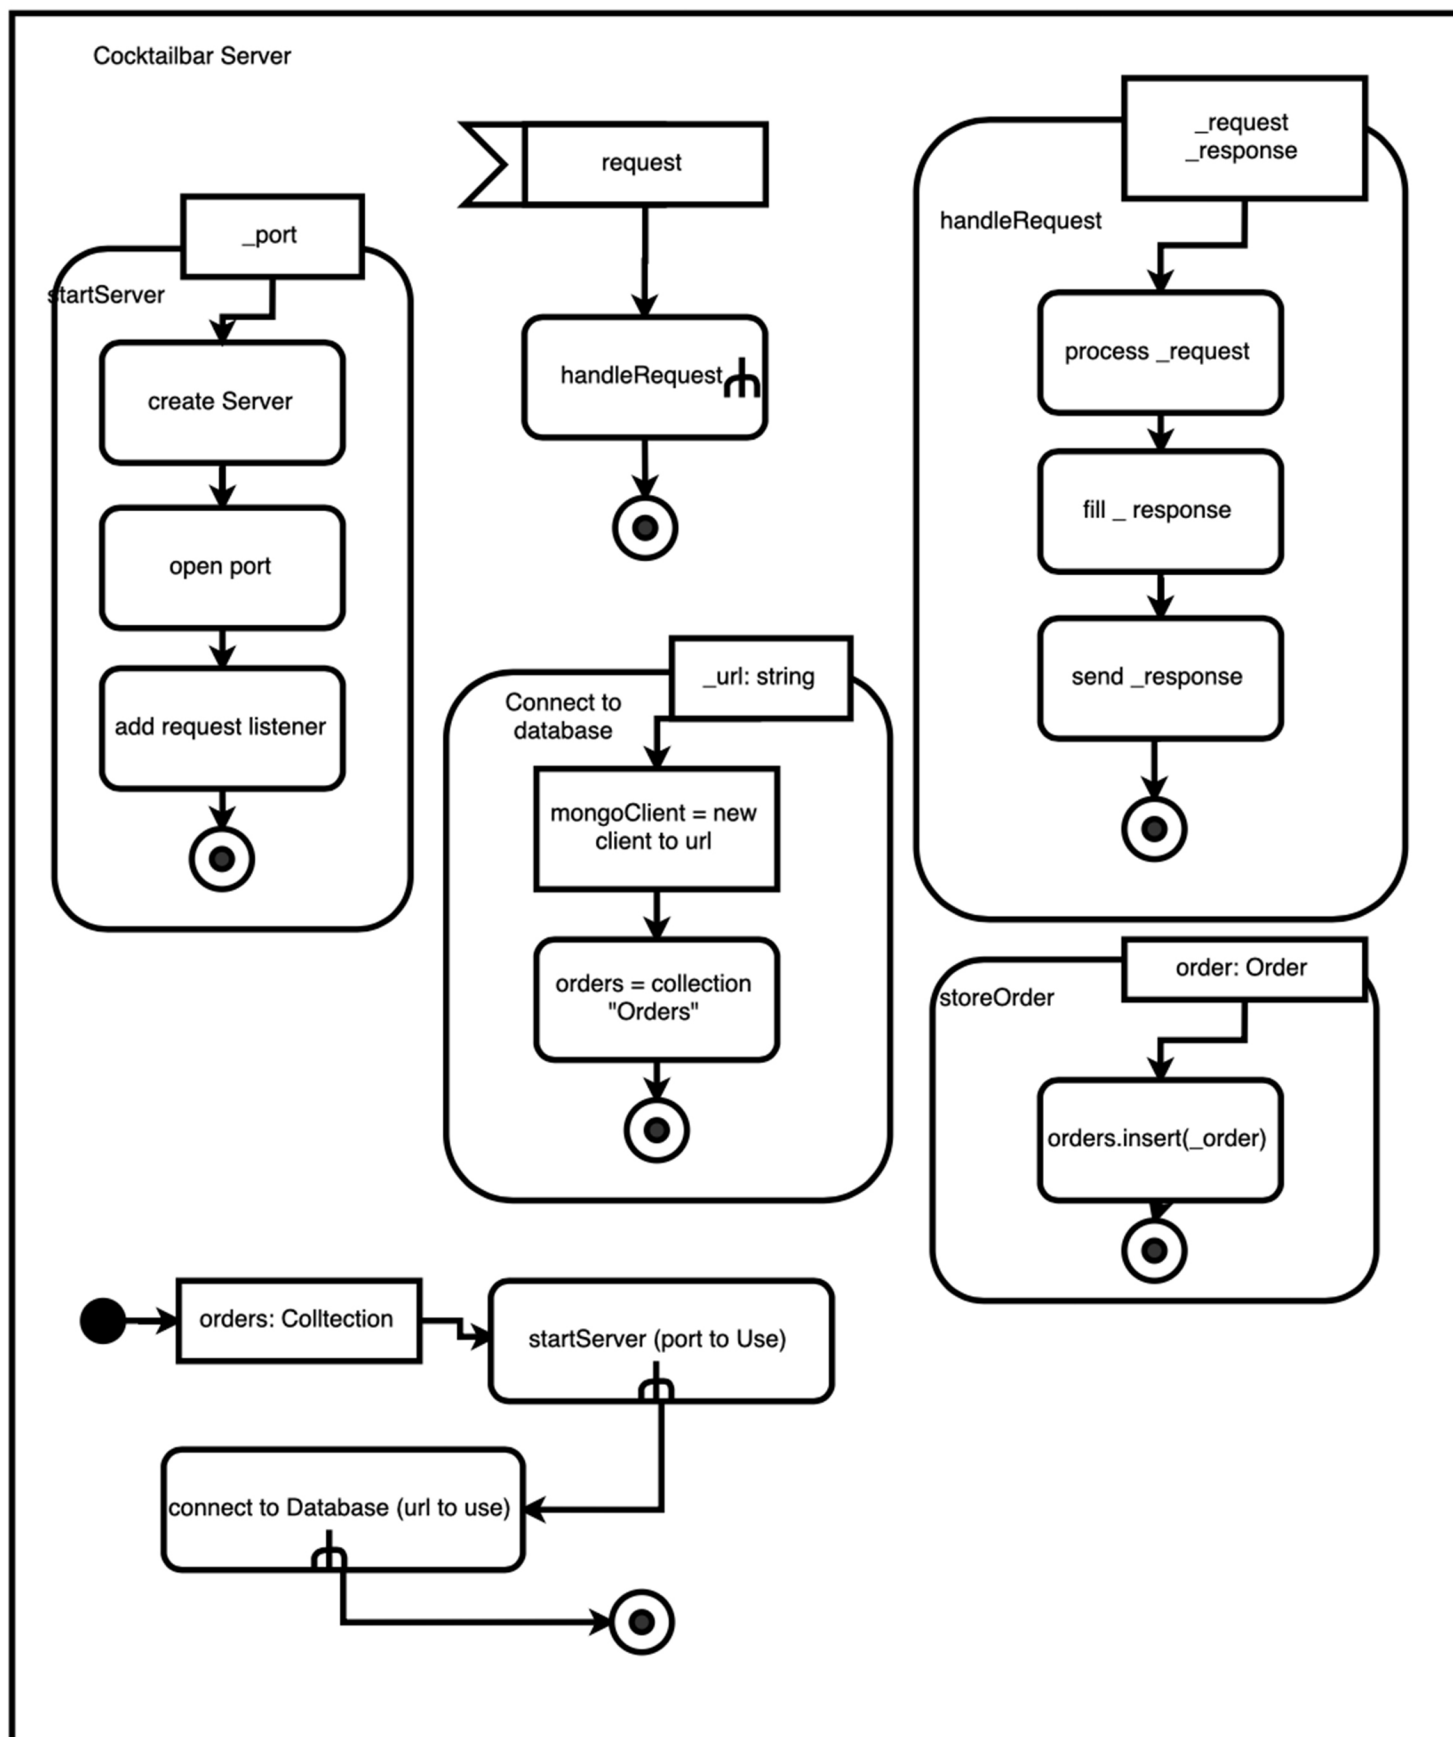 Cocktailbar Server
_port
startServer
create Server
open port
add request listener
request
handleRequest
_request
_response
handleRequest
process _request
fill _ response
send _response
_url: string
Connect to
database
mongoClient = new
client to url
orders = collection
"Orders"
order: Order
storeOrder
orders.insert(_order)
orders: Colltection
startServer (port to Use)
connect to Database (url to use)